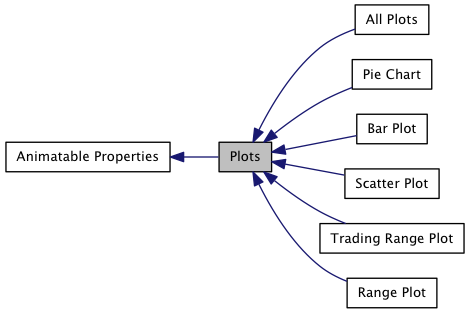 All Plots
Pie Chart
Bar Plot
Animatable Properties
Plots
Scatter Plot
Trading Range Plot
Range Plot